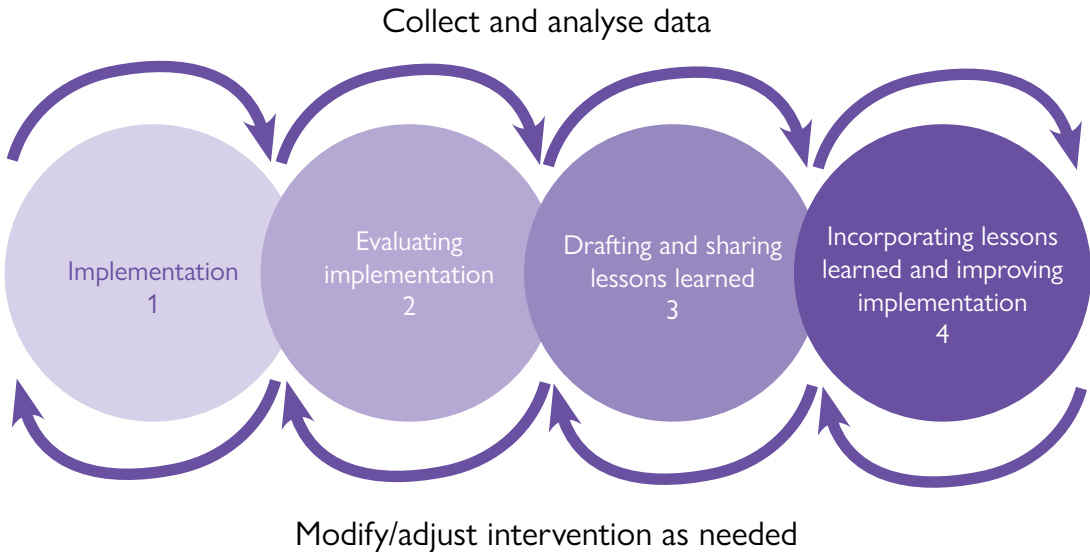 Collect and analyse data
Implementation
1
Evaluating
implementation
2
Drafting and sharing
lessons learned
3
Incorporating lessons
learned and improving
implementation
4
Modify/adjust intervention as needed